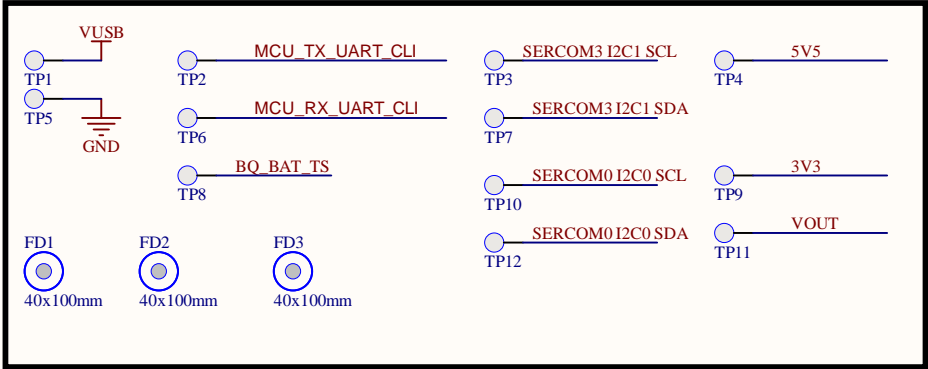 VUSB
TP1
TP5
GND
MCU_TX_UART_CLI
TP2
MCU_RX_UART_CLI
TP6
BQ_BAT_TS
TP8
SERCOM3 I2C1 SCL
TP3
SERCOM3 I2C1 SDA
TP7
SERCOM0 I2C0 SCL
TP10
SERCOM0 I2C0 SDA
TP12
5V5
TP4
3V3
TP9
VOUT
TP11
FD1
40x100mm
FD2
40x100mm
FD3
40x100mm